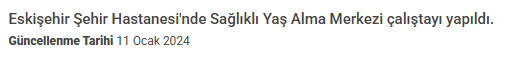 Eskişehir Şehir Hastanesi'nde Sağlıklı Yaş Alma Merkezi çalıştayı yapıldı.
Güncellenme Tarihi 11 Ocak 2024